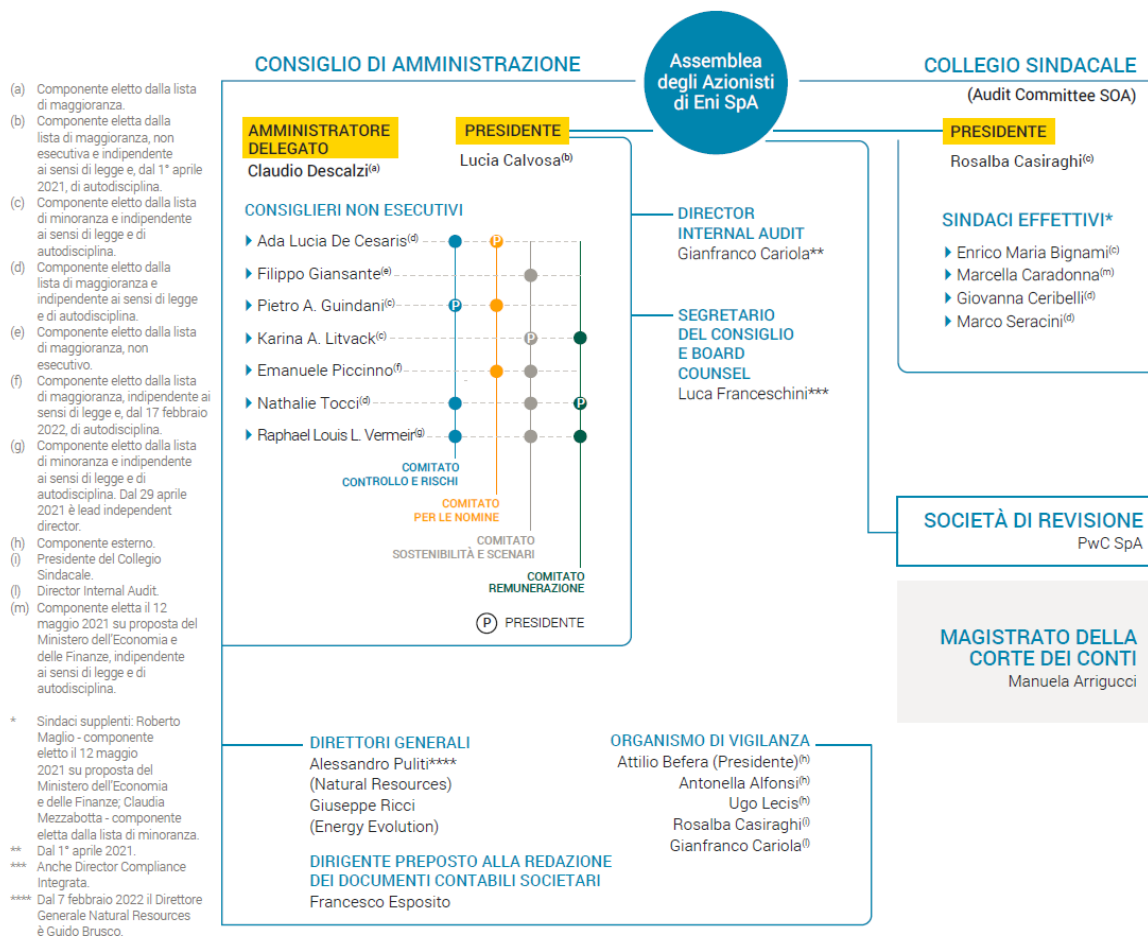 CONSIGLIO DI AMMINISTRAZIONE
Assemblea
degli Azionisti
di Eni SpA
COLLEGIO SINDACALE
(Audit Committee SOA)
(a) Componente eletto dalla lista
di maggioranza.
(b) Componente eletta dalla
lista di maggioranza, non
esecutiva e indipendente
ai sensi di legge e, dal 1° aprile
2021, di autodisciplina.
(c) Componente eletto dalla lista
di minoranza e indipendente
ai sensi di legge e di
autodisciplina.
(d) Componente eletto dalla
lista di maggioranza e
indipendente ai sensi di legge
e di autodisciplina.
(e) Componente eletto dalla lista
di maggioranza, non
esecutivo.
(f) Componente eletto dalla lista
di maggioranza, indipendente ai
sensi di legge e, dal 17 febbraio
2022, di autodisciplina.
(g) Componente eletto dalla lista
di minoranza e indipendente
ai sensi di legge e di
autodisciplina. Dal 29 aprile
2021 è lead independent
director.
(h) Componente esterno.
(i) Presidente del Collegio
Sindacale.
(l) Director Internal Audit.
(m) Componente eletta il 12
maggio 2021 su proposta del
Ministero dell'Economia e
delle Finanze, indipendente
ai sensi di legge e di
autodisciplina.
* Sindaci supplenti: Roberto
Maglio - componente
eletto il 12 maggio
2021 su proposta del
Ministero dell'Economia
e delle Finanze; Claudia
Mezzabotta - componente
eletta dalla lista di minoranza.
** Dal 1° aprile 2021.
*** Anche Director Compliance
Integrata.
**** Dal 7 febbraio 2022 il Direttore
Generale Natural Resources
è Guido Brusco.
AMMINISTRATORE
DELEGATO
Claudio Descalzi(a)
PRESIDENTE
Lucia Calvosa(b)
CONSIGLIERI NON ESECUTIVI
Ada Lucia De Cesaris(d) P
Filippo Giansante(e)
Pietro A. Guindani(c) P
Karina A. Litvack(c) P
Emanuele Piccinno(f)
Nathalie Tocci(d) P
Raphael Louis L. Vermeir(g)
COMITATO
CONTROLLO E RISCHI
COMITATO
PER LE NOMINE
COMITATO
SOSTENIBILITÀ E SCENARI
COMITATO
REMUNERAZIONE
P PRESIDENTE
DIRECTOR
INTERNAL AUDIT
Gianfranco Cariola**
SEGRETARIO
DEL CONSIGLIO
E BOARD
COUNSEL
Luca Franceschini***
PRESIDENTE
Rosalba Casiraghi(c)
SINDACI EFFETTIVI*
Enrico Maria Bignami(c)
Marcella Caradonna(m)
Giovanna Ceribelli(d)
Marco Seracini(d)
SOCIETÀ DI REVISIONE
PwC SpA
MAGISTRATO DELLA
CORTE DEI CONTI
Manuela Arrigucci
DIRETTORI GENERALI
Alessandro Puliti****
(Natural Resources)
Giuseppe Ricci
(Energy Evolution)
DIRIGENTE PREPOSTO ALLA REDAZIONE
DEI DOCUMENTI CONTABILI SOCIETARI
Francesco Esposito
ORGANISMO DI VIGILANZA
Attilio Befera (Presidente)(h)
Antonella Alfonsi(h)
Ugo Lecis(h)
Rosalba Casiraghi(i)
Gianfranco Cariola(l)